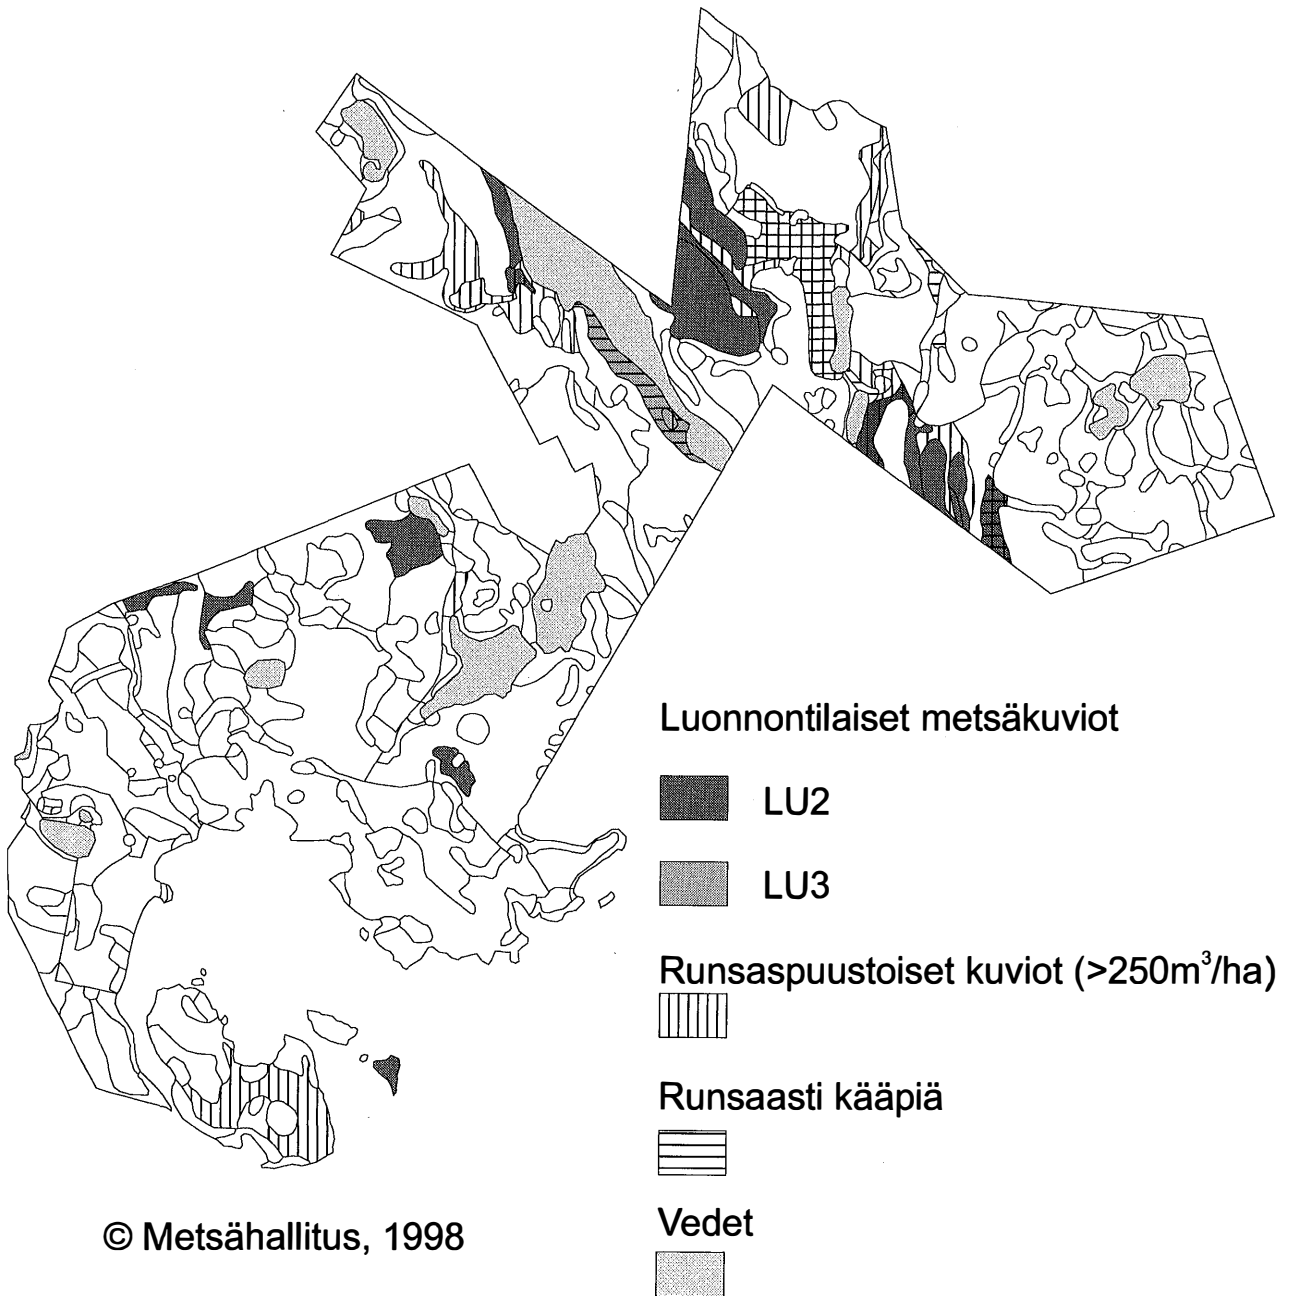 Luonnontilaiset metsäkuviot
LU2
LU3
Runsaspuustoiset kuviot (>250m³/ha)
Runsaasti kääpiä
Vedet
© Metsähallitus, 1998